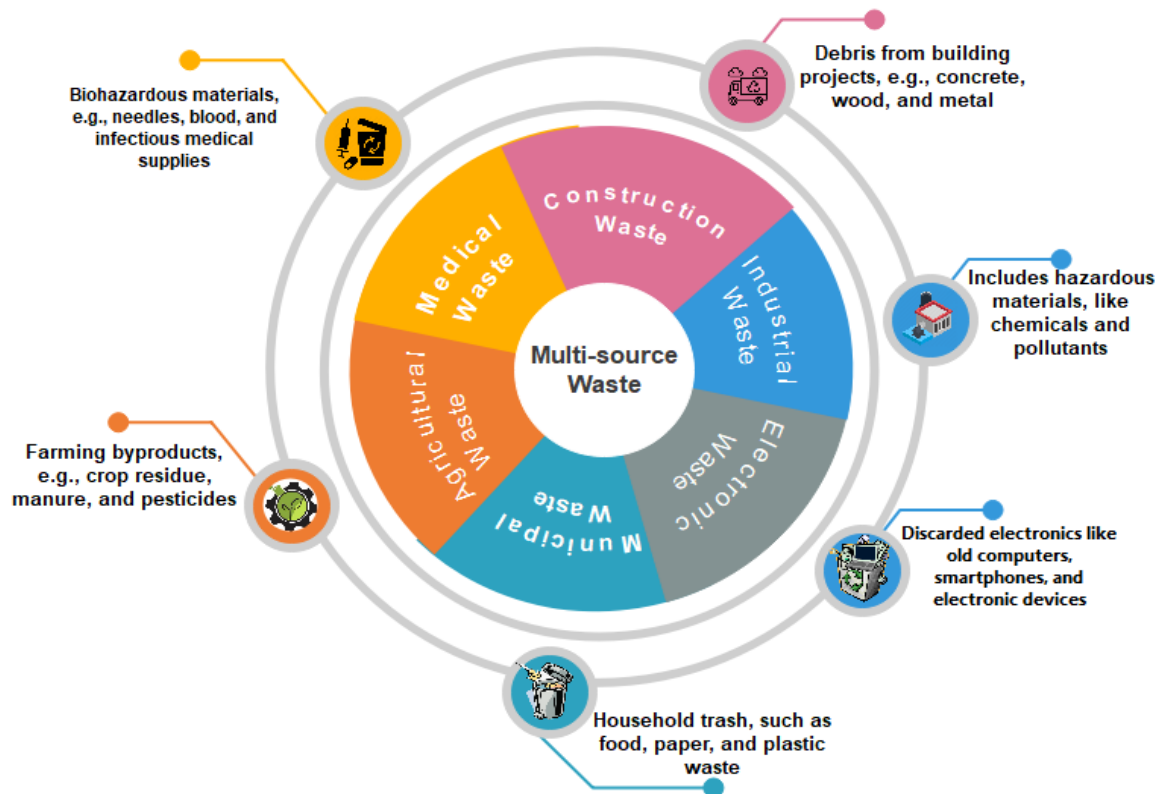 Debris from building
projects, e.g., concrete,
wood, and metal
Biohazardous materials,
e.g., needles, blood, and
infectious medical
supplies
Construction
Waste
Medical
Waste
Industrial
Waste
Includes hazardous
materials, like
chemicals and
pollutants
Multi-source
Waste
Agricultural
Waste
Electronic
Waste
Farming byproducts,
e.g., crop residue,
manure, and pesticides
Municipal
Waste
Discarded electronics like
old computers,
smartphones, and
electronic devices
Household trash, such as
food, paper, and plastic
waste